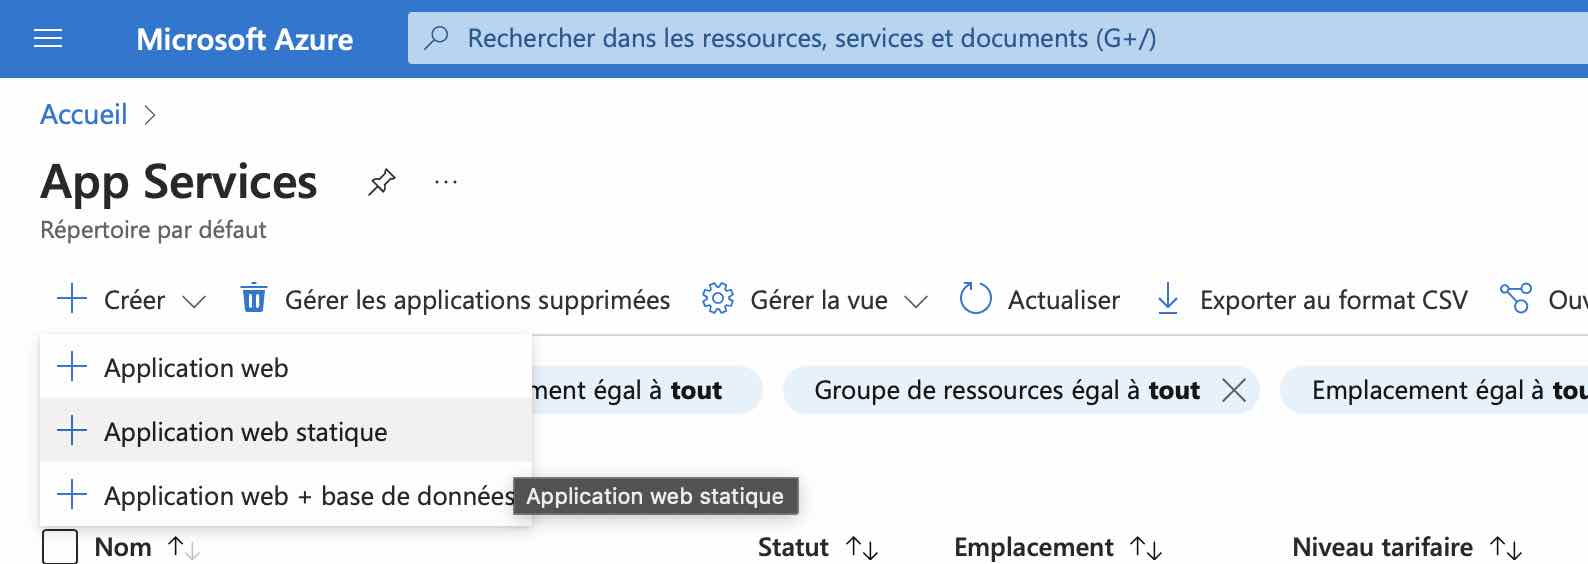 Microsoft Azure
Rechercher dans les ressources, services et documents (G+/)
Accueil
App Services
Répertoire par défaut
Créer Gérer les applications supprimées Gérer la vue Actualiser Exporter au format CSV
Application web
égal à tout Groupe de ressources égal à tout Emplacement égal à
Application web statique
Application web + base de données
Application web statique
Nom Statut Emplacement Niveau tarifaire